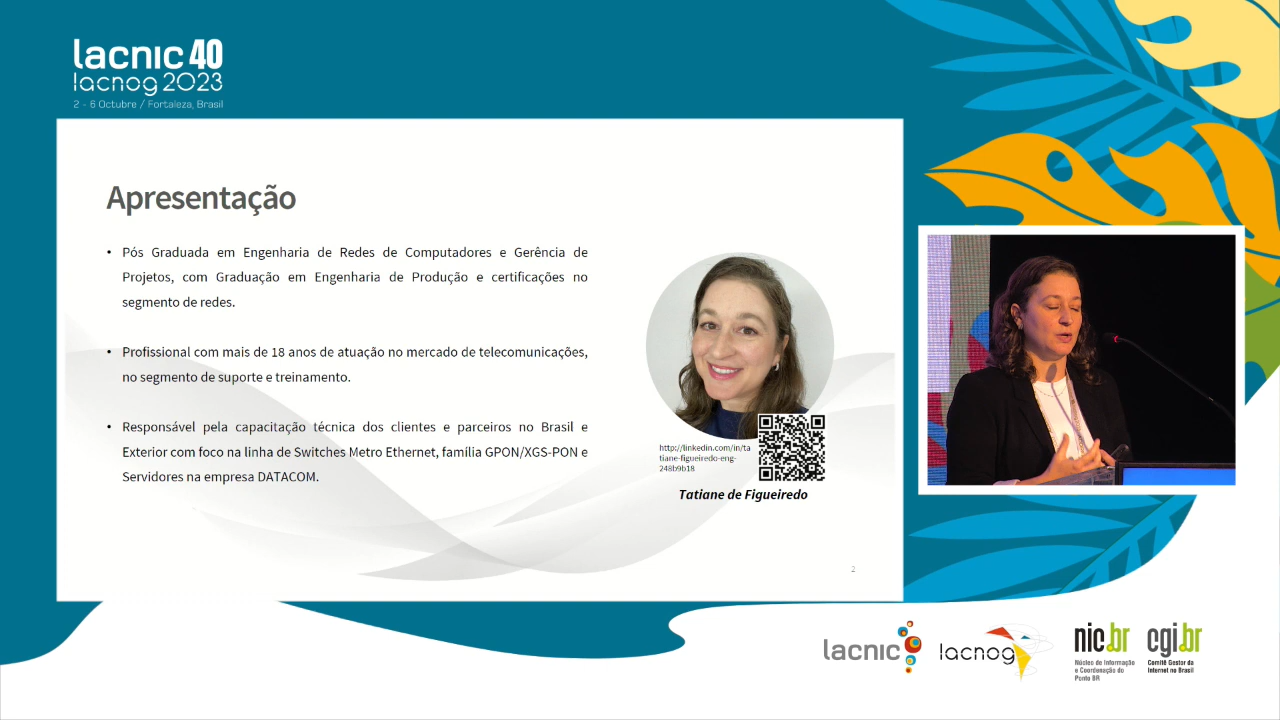 lacnic 40
lacnog 2023
2 - 6 Octubre / Fortaleza, Brasil
Apresentação
• Pós Graduada em Engenharia de Redes de Computadores e Gerência de
Projetos, com Graduação em Engenharia de Produção e certificações no
segmento de redes.
• Profissional com mais de 18 anos de atuação no mercado de telecomunicações,
no segmento de suporte e treinamento.
• Responsável pela capacitação técnica dos clientes e parceiros no Brasil e
Exterior com foco na linha de Switches Metro Ethernet, família GPON/XGS-PON e
Servidores na empresa DATACOM.
http://linkedin.com/in/ta
tiane-figueiredo-eng-
248b9b18
Tatiane de Figueiredo
2
lacnic
lacnog
nic.br
Núcleo de Informação
e Coordenação do
Ponto BR
cgi.br
Comitê Gestor da
Internet no Brasil